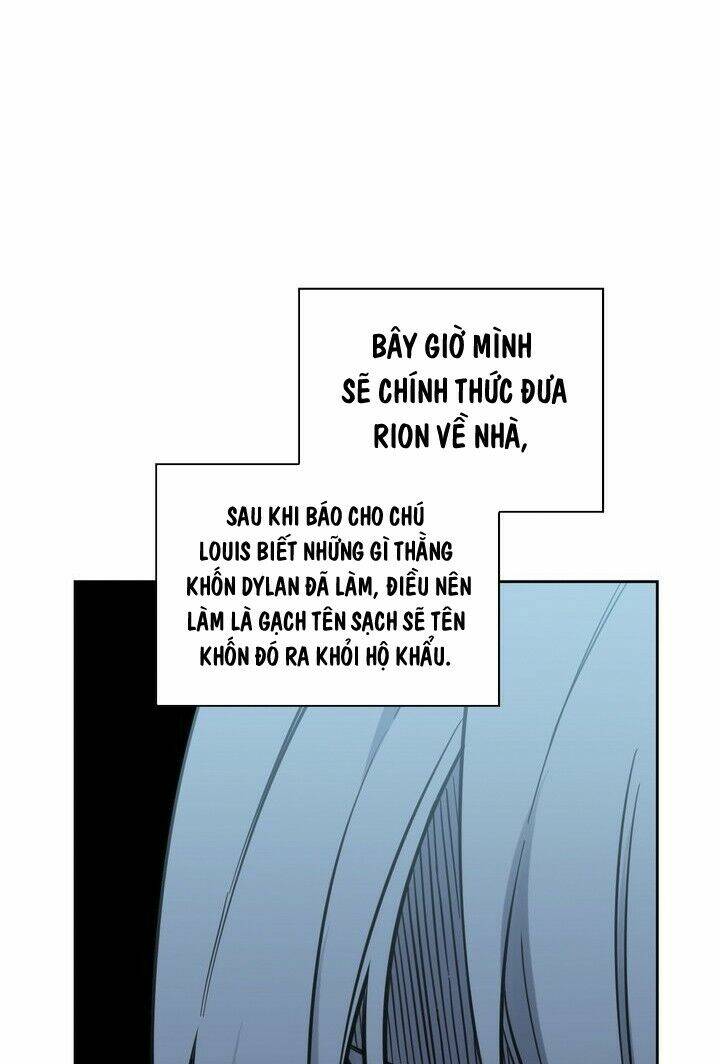 BÂY GIỜ MÌNH
SẼ CHÍNH THỨC ĐƯA
RION VỀ NHÀ,
SAU KHI BÁO CHO CHÚ
LOUIS BIẾT NHỮNG GÌ THẰNG
KHỐN DYLAN ĐÃ LÀM, ĐIỀU NÊN
LÀM LÀ GẠCH TÊN SẠCH SẼ TÊN
KHỐN ĐÓ RA KHỎI HỘ KHẨU.